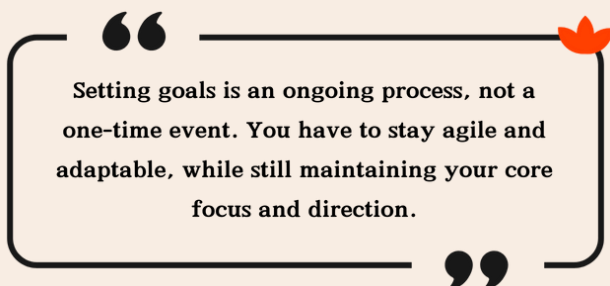 Setting goals is an ongoing process, not a
one-time event. You have to stay agile and
adaptable, while still maintaining your core
focus and direction.